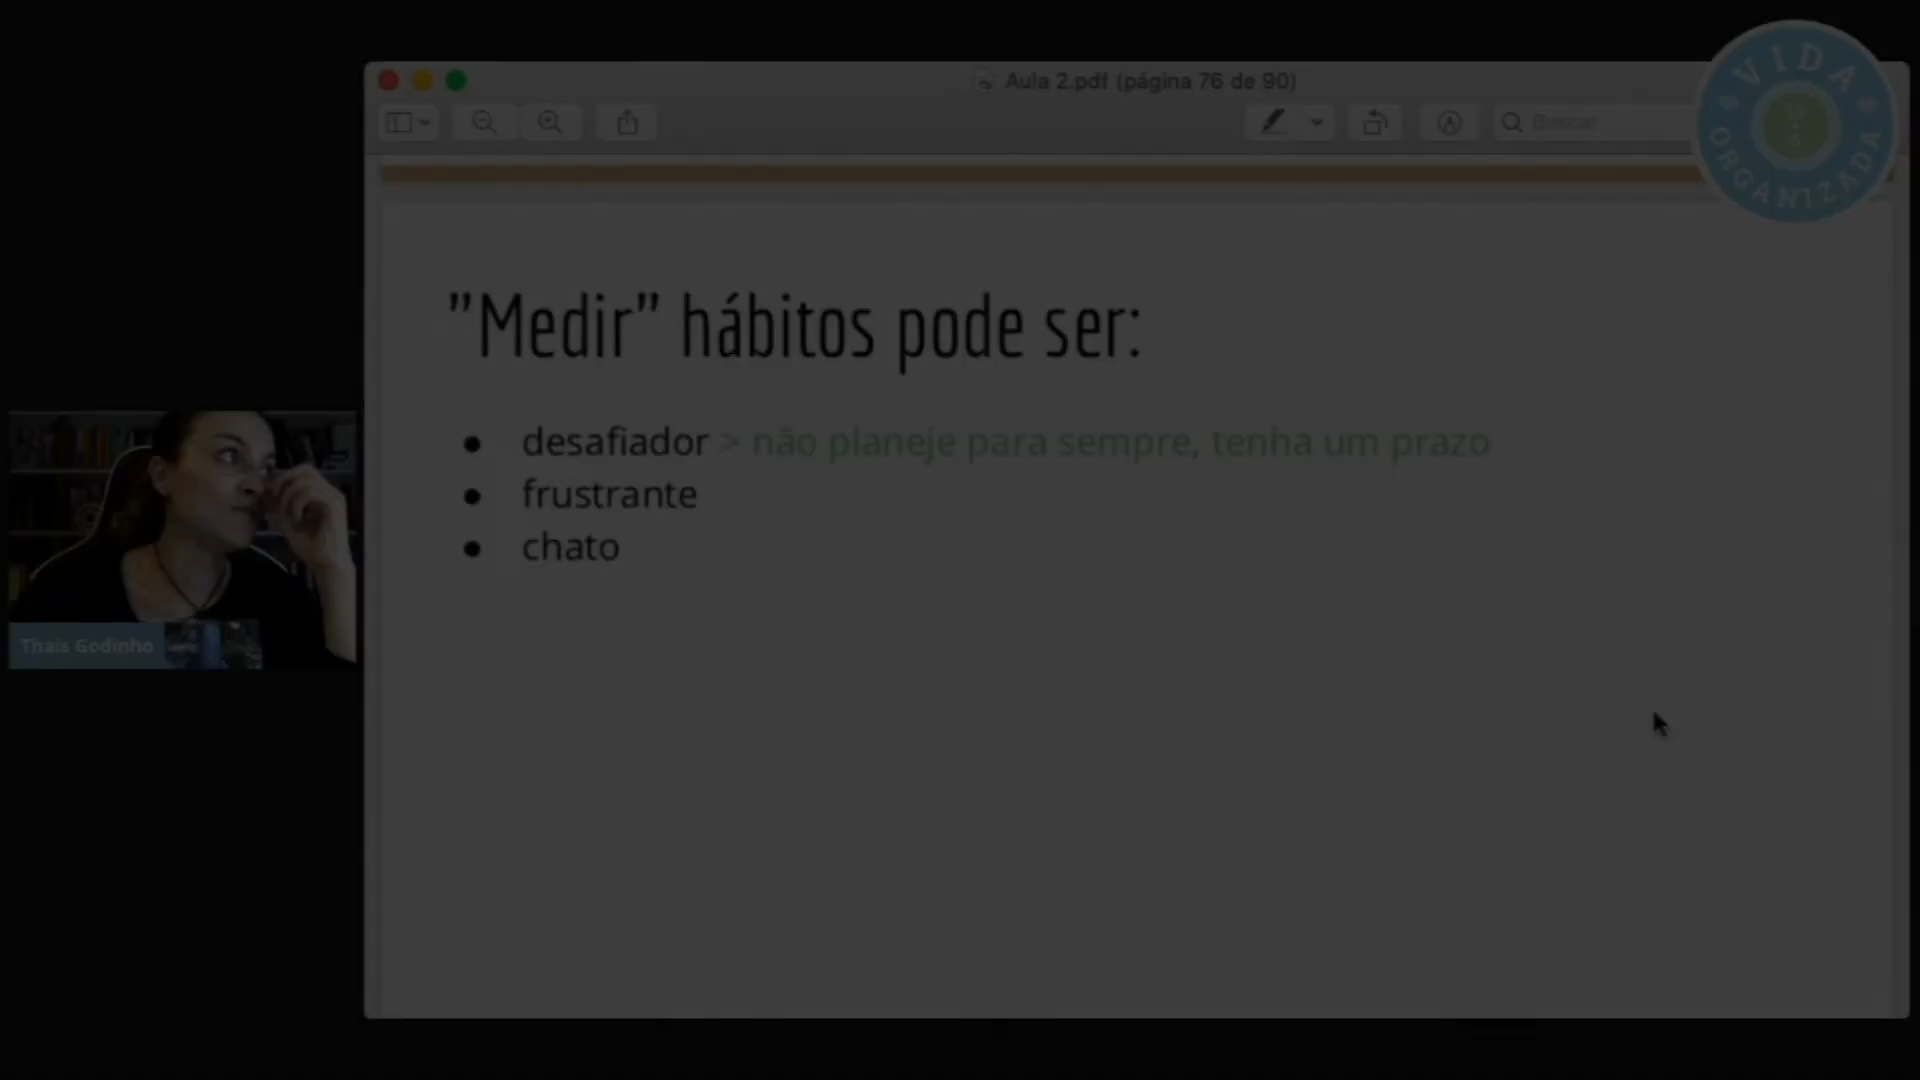 Aula 2.pdf (página 76 de 90)
Buscar
VIDA
ORGANIZADA
"Medir" hábitos pode ser:
● desafiador > não planeje para sempre, tenha um prazo
● frustrante
● chato
Thais Godinho